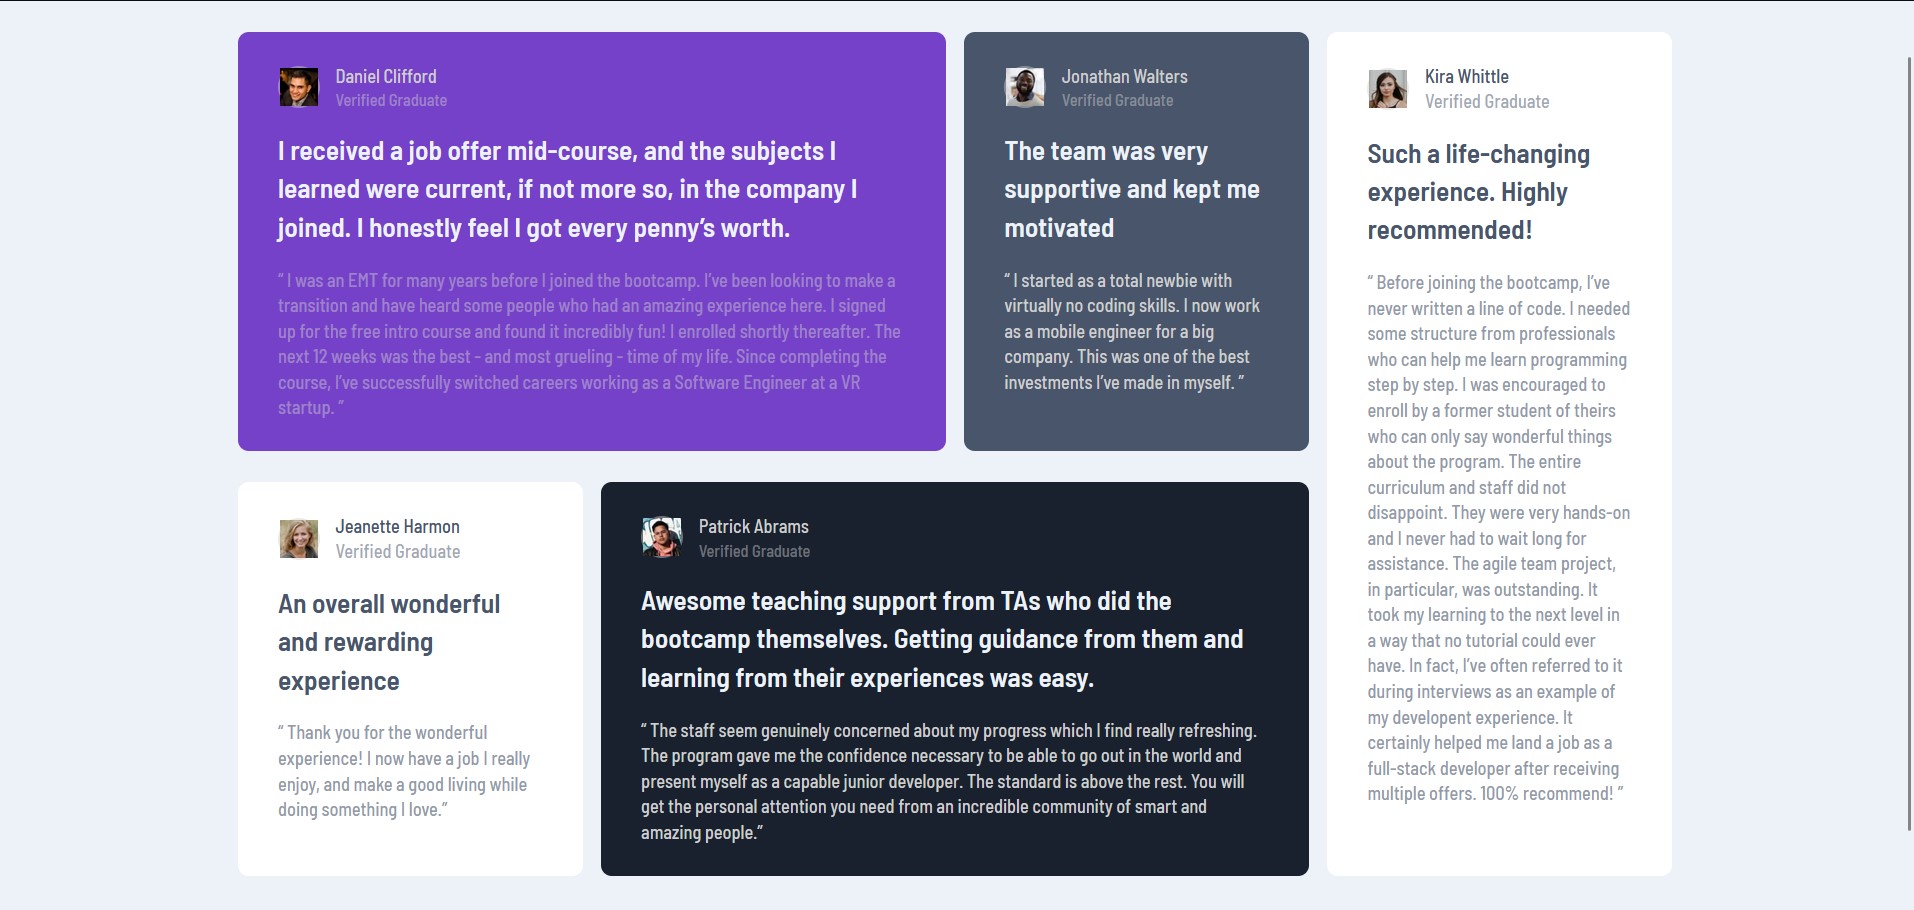 Daniel Clifford
Verified Graduate
I received a job offer mid-course, and the subjects I
learned were current, if not more so, in the company I
joined. I honestly feel I got every penny’s worth.
“ I was an EMT for many years before I joined the bootcamp. I’ve been looking to make a
transition and have heard some people who had an amazing experience here. I signed
up for the free intro course and found it incredibly fun! I enrolled shortly thereafter. The
next 12 weeks was the best - and most grueling - time of my life. Since completing the
course, I’ve successfully switched careers working as a Software Engineer at a VR
startup. ”
Jonathan Walters
Verified Graduate
The team was very
supportive and kept me
motivated
“ I started as a total newbie with
virtually no coding skills. I now work
as a mobile engineer for a big
company. This was one of the best
investments I’ve made in myself. ”
Kira Whittle
Verified Graduate
Such a life-changing
experience. Highly
recommended!
“ Before joining the bootcamp, I’ve
never written a line of code. I needed
some structure from professionals
who can help me learn programming
step by step. I was encouraged to
enroll by a former student of theirs
who can only say wonderful things
about the program. The entire
curriculum and staff did not
disappoint. They were very hands-on
and I never had to wait long for
assistance. The agile team project,
in particular, was outstanding. It
took my learning to the next level in
a way that no tutorial could ever
have. In fact, I’ve often referred to it
during interviews as an example of
my developent experience. It
certainly helped me land a job as a
full-stack developer after receiving
multiple offers. 100% recommend! ”
Jeanette Harmon
Verified Graduate
An overall wonderful
and rewarding
experience
“ Thank you for the wonderful
experience! I now have a job I really
enjoy, and make a good living while
doing something I love.”
Patrick Abrams
Verified Graduate
Awesome teaching support from TAs who did the
bootcamp themselves. Getting guidance from them and
learning from their experiences was easy.
“ The staff seem genuinely concerned about my progress which I find really refreshing.
The program gave me the confidence necessary to be able to go out in the world and
present myself as a capable junior developer. The standard is above the rest. You will
get the personal attention you need from an incredible community of smart and
amazing people.”